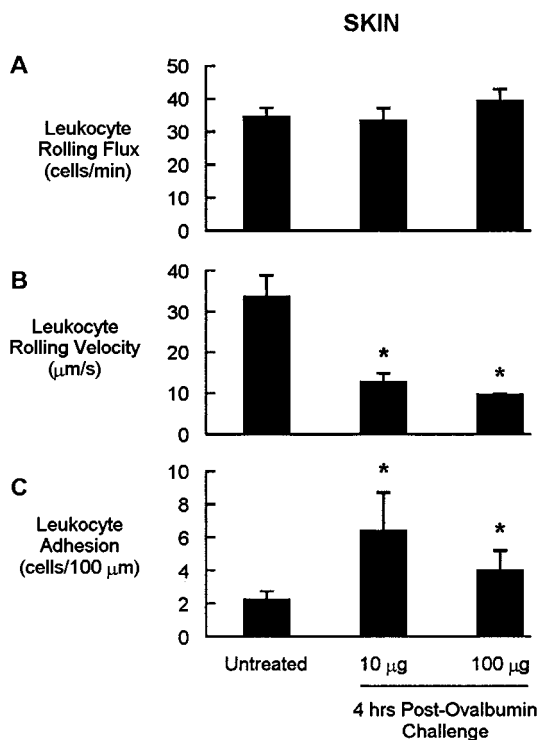 SKIN
A
Leukocyte
Rolling Flux
(cells/min)
50
40
30
20
10
0
B
Leukocyte
Rolling Velocity
(μm/s)
40
30
20
10
0
*
*
C
Leukocyte
Adhesion
(cells/100 μm)
10
8
6
4
2
0
*
*
Untreated 10 μg 100 μg
4 hrs Post-Ovalbumin
Challenge